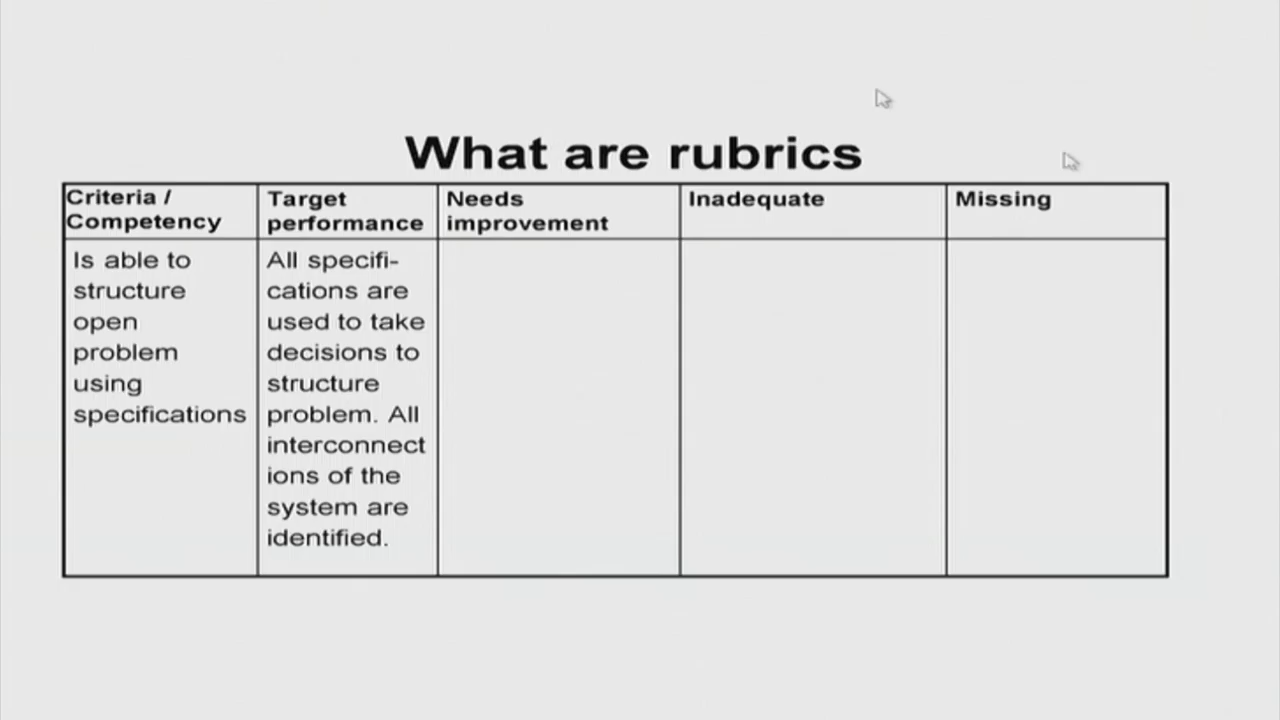 What are rubrics
Criteria /
Competency
Target
performance
Needs
improvement
Inadequate
Missing
Is able to
structure
open
problem
using
specifications
All specifi-
cations are
used to take
decisions to
structure
problem. All
interconnect
ions of the
system are
identified.